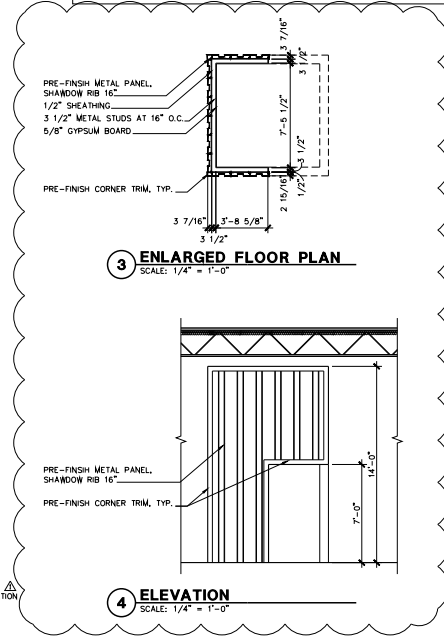 PRE-FINSIH METAL PANEL,
SHAWDOW RIB 16"
1/2" SHEATHING
3 1/2" METAL STUDS AT 16" O.C.
5/8" GYPSUM BOARD
PRE-FINISH CORNER TRIM, TYP.
3 7/16"
3 1/2"
7'-5 1/2"
3 1/2"
2 15/16"
1/2"
3 7/16"
3'-8 5/8"
3 1/2"
3
ENLARGED FLOOR PLAN
SCALE: 1/4" = 1'-0"
PRE-FINSIH METAL PANEL,
SHAWDOW RIB 16"
PRE-FINISH CORNER TRIM, TYP.
14'-0"
7'-0"
1
TION
4
ELEVATION
SCALE: 1/4" = 1'-0"